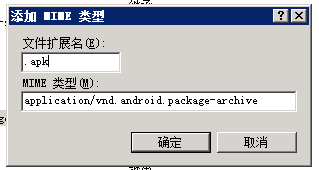 添加 MIME 类型
文件扩展名(E):
.apk
MIME 类型(M):
application/vnd.android.package-archive
确定
取消